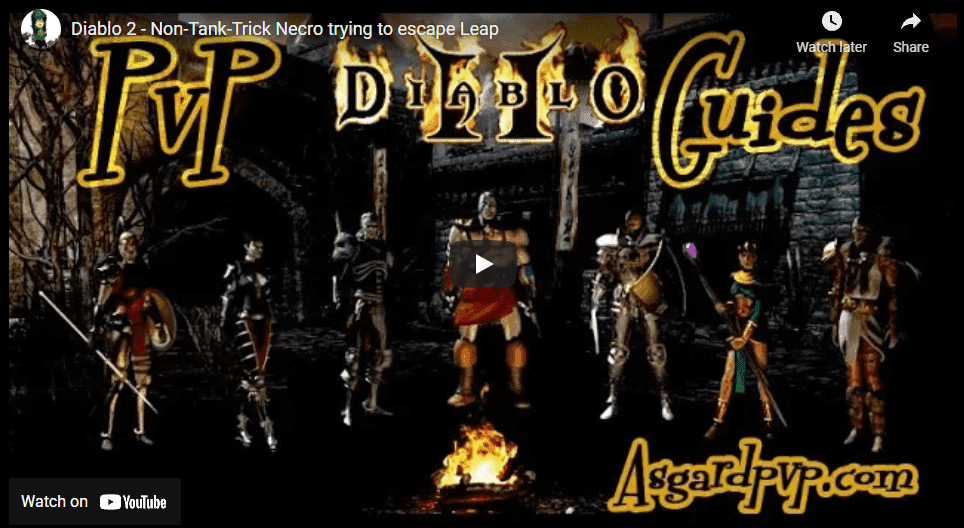 Diablo 2 - Non-Tank-Trick Necro trying to escape Leap
Watch later
Share
PvP DIABLO II Guides
Asgardpvp.com
Watch on YouTube